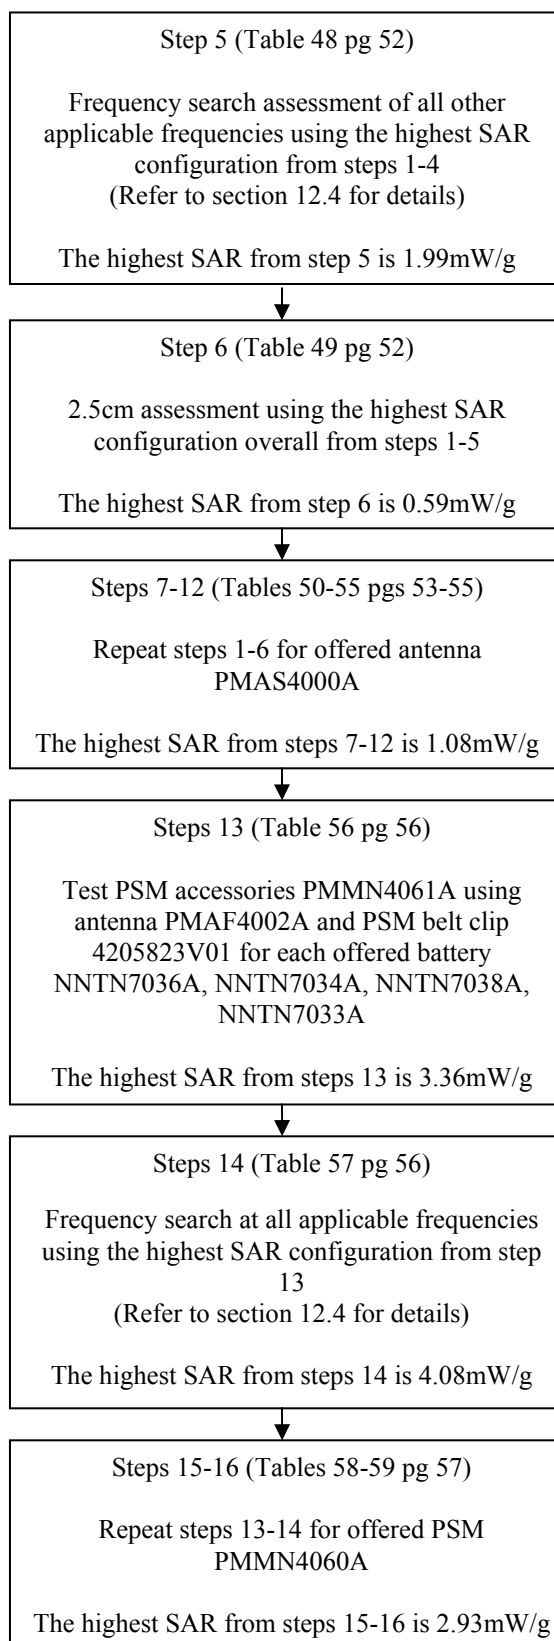 Step 5 (Table 48 pg 52)
Frequency search assessment of all other
applicable frequencies using the highest SAR
configuration from steps 1-4
(Refer to section 12.4 for details)
The highest SAR from step 5 is 1.99mW/g
Step 6 (Table 49 pg 52)
2.5cm assessment using the highest SAR
configuration overall from steps 1-5
The highest SAR from step 6 is 0.59mW/g
Steps 7-12 (Tables 50-55 pgs 53-55)
Repeat steps 1-6 for offered antenna
PMAS4000A
The highest SAR from steps 7-12 is 1.08mW/g
Steps 13 (Table 56 pg 56)
Test PSM accessories PMMN4061A using
antenna PMAF4002A and PSM belt clip
4205823V01 for each offered battery
NNTN7036A, NNTN7034A, NNTN7038A,
NNTN7033A
The highest SAR from steps 13 is 3.36mW/g
Steps 14 (Table 57 pg 56)
Frequency search at all applicable frequencies
using the highest SAR configuration from step
13
(Refer to section 12.4 for details)
The highest SAR from steps 14 is 4.08mW/g
Steps 15-16 (Tables 58-59 pg 57)
Repeat steps 13-14 for offered PSM
PMMN4060A
The highest SAR from steps 15-16 is 2.93mW/g